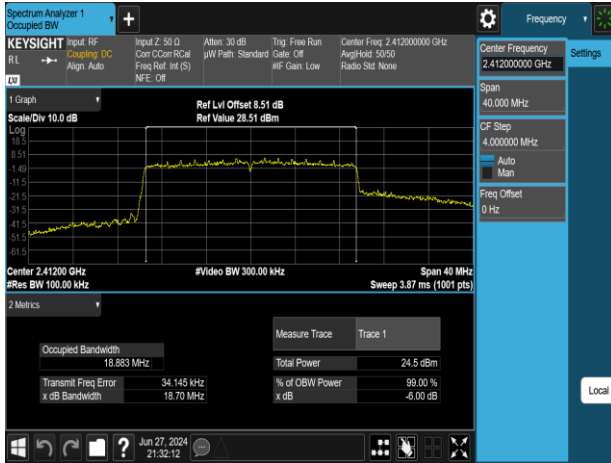 Spectrum Analyzer 1
Occupied BW
+
Frequency
KEYSIGHT
RL
LXI
Input: RF
Coupling: DC
Align: Auto
Input Z: 50 Ω
Corr CCorr RCal
Freq Ref: Int (S)
NFE: Off
Atten: 30 dB
µW Path: Standard
Trig: Free Run
Gate: Off
#IF Gain: Low
Center Freq: 2.412000000 GHz
Avg|Hold: 50/50
Radio Std: None
Center Frequency
2.412000000 GHz
Settings
Span
40.000 MHz
CF Step
4.000000 MHz
Auto
Man
Freq Offset
0 Hz
Local
1 Graph
Scale/Div 10.0 dB
Ref Lvl Offset 8.51 dB
Ref Value 28.51 dBm
Log
18.5
8.51
-1.49
-11.5
-21.5
-31.5
-41.5
-51.5
-61.5
Center 2.41200 GHz
#Video BW 300.00 kHz
Span 40 MHz
#Res BW 100.00 kHz
Sweep 3.87 ms (1001 pts)
2 Metrics
Measure Trace Trace 1
Occupied Bandwidth
18.883 MHz
Total Power 24.5 dBm
Transmit Freq Error 34.145 kHz
% of OBW Power 99.00 %
x dB Bandwidth 18.70 MHz
x dB -6.00 dB
?
Jun 27, 2024
21:32:12